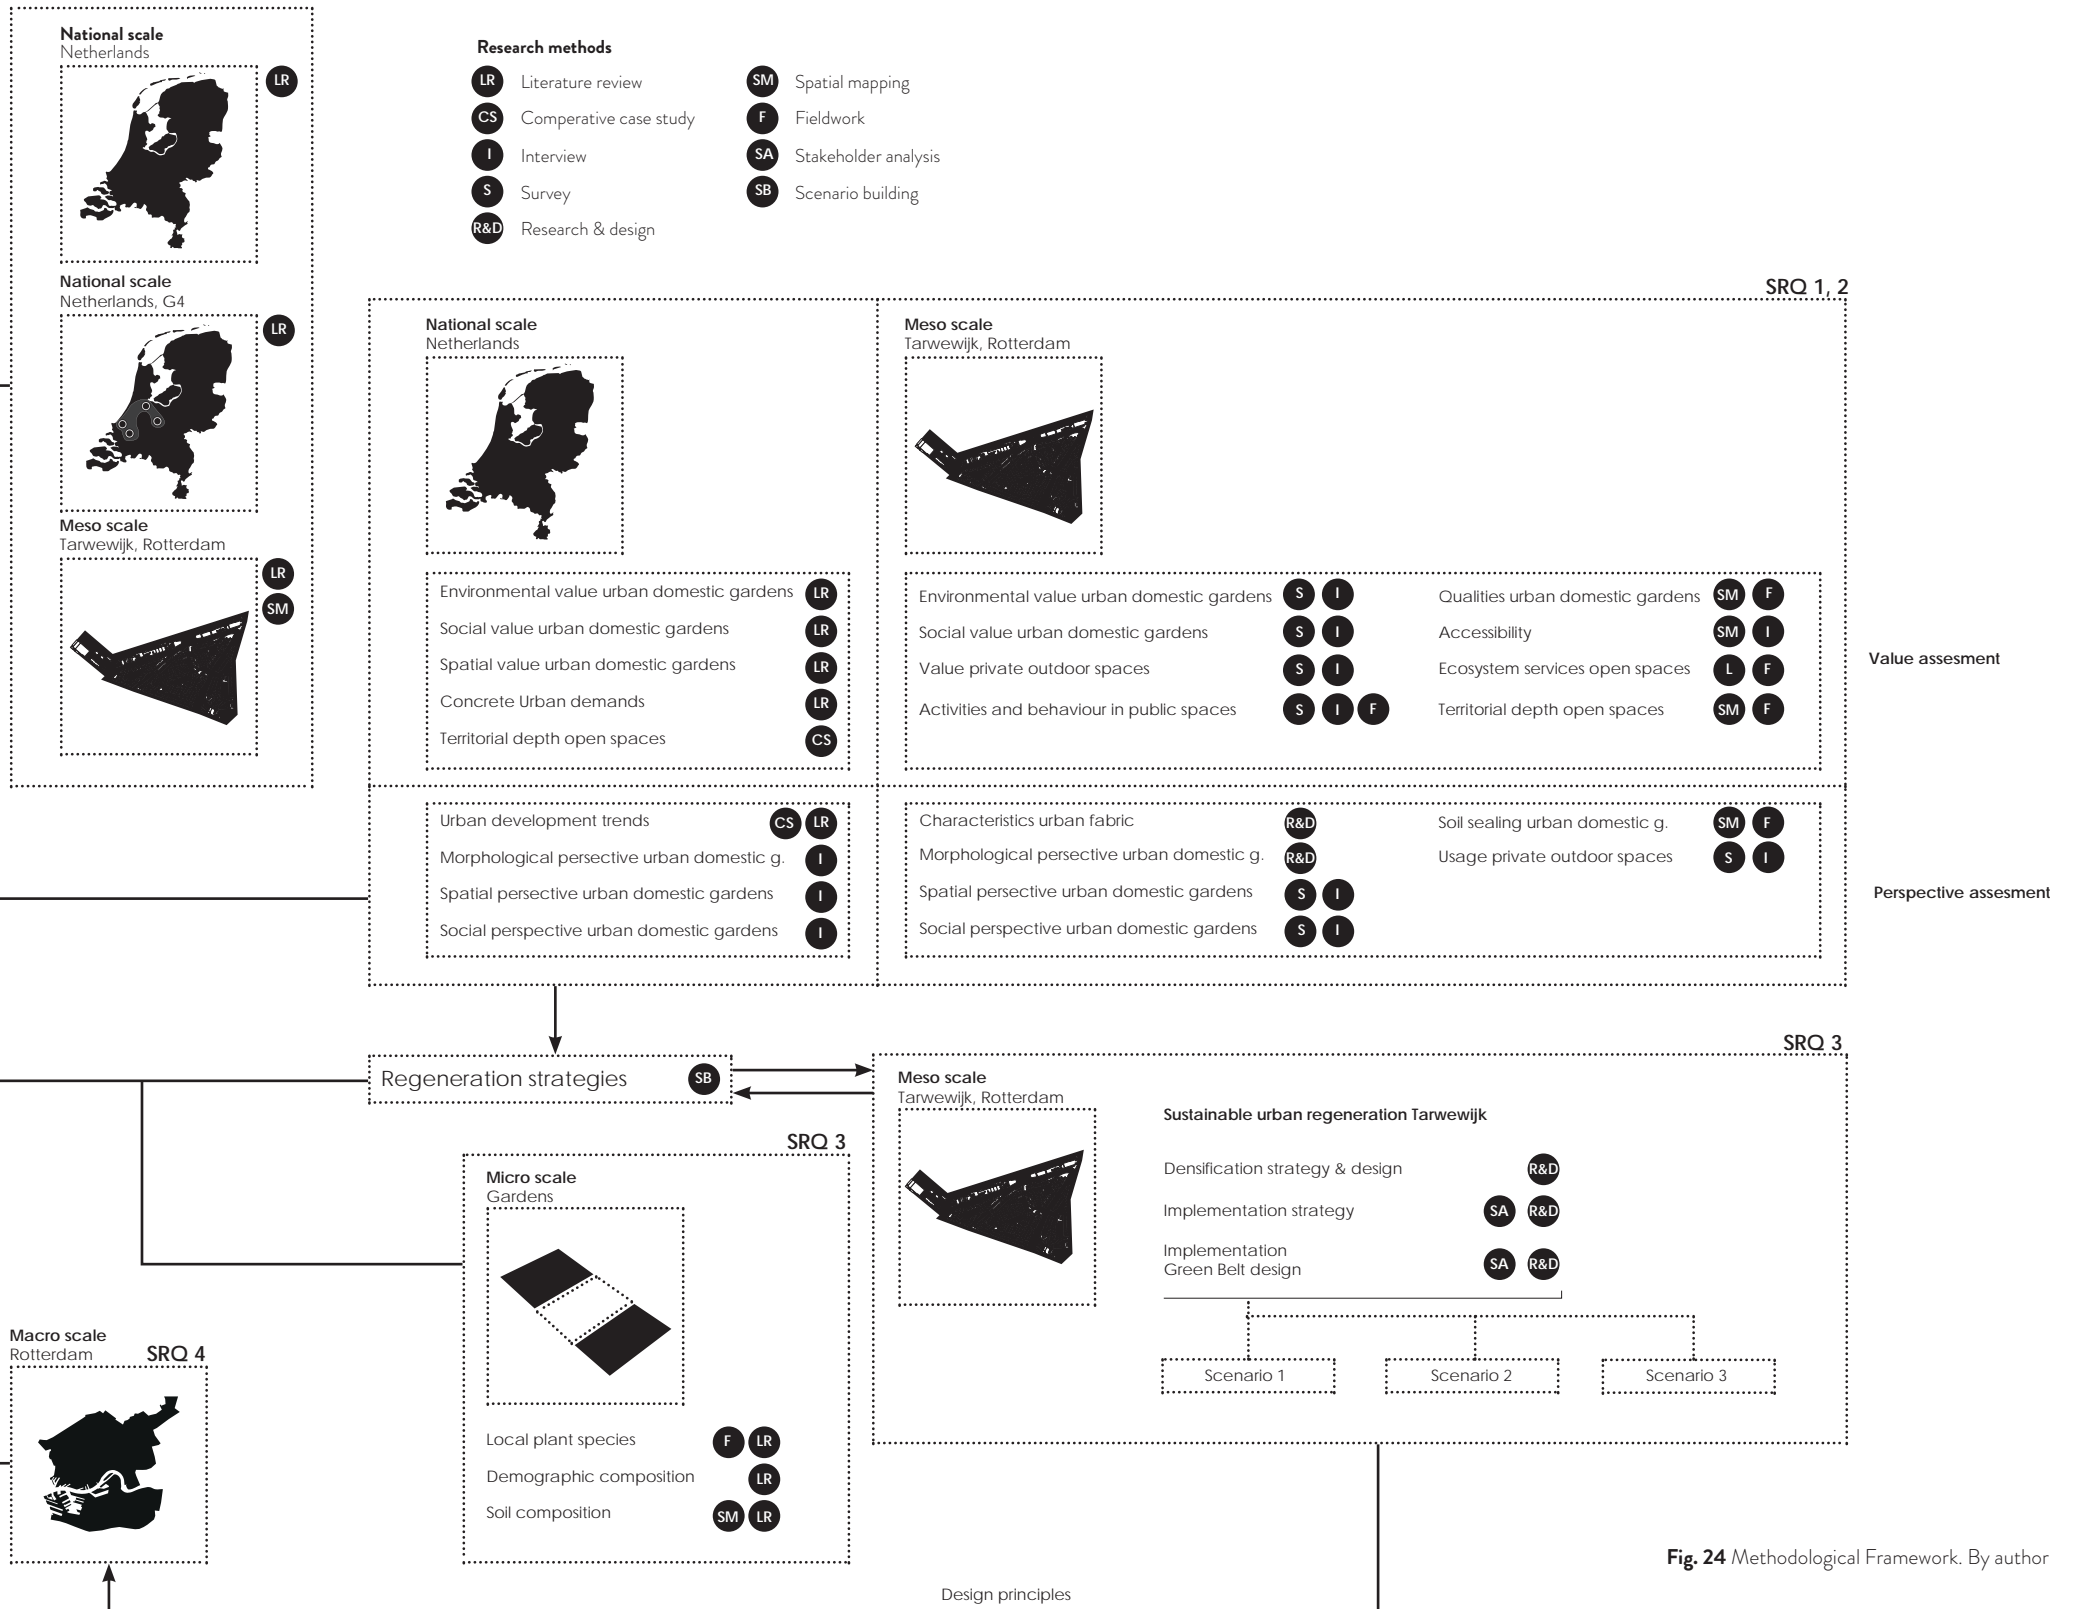 National scale
Netherlands
LR
National scale
Netherlands, G4
LR
Meso scale
Tarwewijk, Rotterdam
LR
SM
Research methods
LR Literature review
CS Comperative case study
I Interview
S Survey
R&D Research & design
SM Spatial mapping
F Fieldwork
SA Stakeholder analysis
SB Scenario building
SRQ 1, 2
National scale
Netherlands
Environmental value urban domestic gardens LR
Social value urban domestic gardens LR
Spatial value urban domestic gardens LR
Concrete Urban demands LR
Territorial depth open spaces CS
Meso scale
Tarwewijk, Rotterdam
Environmental value urban domestic gardens S I
Social value urban domestic gardens S I
Value private outdoor spaces S I
Activities and behaviour in public spaces S I F
Qualities urban domestic gardens SM F
Accessibility SM I
Ecosystem services open spaces L F
Territorial depth open spaces SM F
Value assesment
Urban development trends CS LR
Morphological persective urban domestic g. I
Spatial persective urban domestic gardens I
Social perspective urban domestic gardens I
Characteristics urban fabric R&D
Morphological persective urban domestic g. R&D
Spatial persective urban domestic gardens S I
Social perspective urban domestic gardens S I
Soil sealing urban domestic g. SM F
Usage private outdoor spaces S I
Perspective assesment
Regeneration strategies SB
SRQ 3
Meso scale
Tarwewijk, Rotterdam
Sustainable urban regeneration Tarwewijk
Densification strategy & design R&D
Implementation strategy SA R&D
Implementation
Green Belt design SA R&D
Scenario 1
Scenario 2
Scenario 3
SRQ 3
Micro scale
Gardens
Local plant species F LR
Demographic composition LR
Soil composition SM LR
Macro scale
Rotterdam
SRQ 4
Design principles
Fig. 24 Methodological Framework. By author